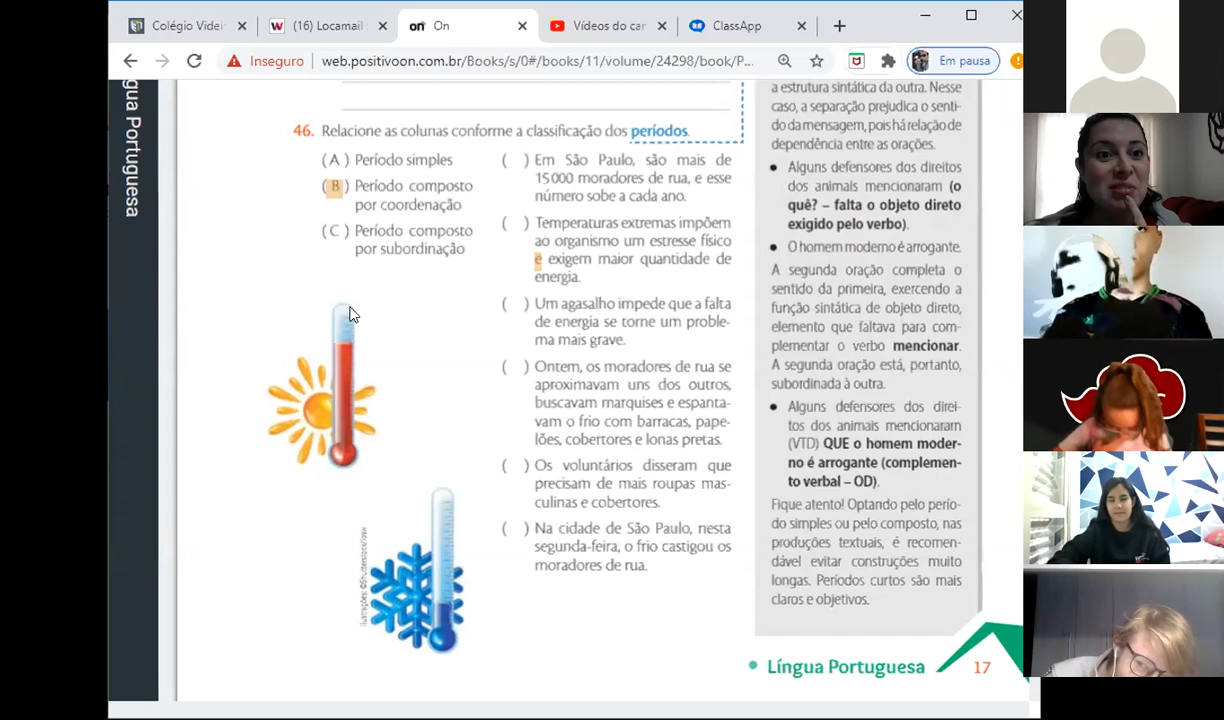 Colégio Videi
(16) Locamail
On
Vídeos do car
ClassApp
Inseguro
web.positivoon.com.br/Books/s/0#/books/11/volume/24298/book/P...
Em pausa
gua Portuguesa
46. Relacione as colunas conforme a classificação dos períodos.
( A ) Período simples
( B ) Período composto
por coordenação
( C ) Período composto
por subordinação
( ) Em São Paulo, são mais de
15 000 moradores de rua, e esse
número sobe a cada ano.
( ) Temperaturas extremas impõem
ao organismo um estresse físico
e exigem maior quantidade de
energia.
( ) Um agasalho impede que a falta
de energia se torne um proble-
ma mais grave.
( ) Ontem, os moradores de rua se
aproximavam uns dos outros,
buscavam marquises e espanta-
vam o frio com barracas, pape-
lões, cobertores e lonas pretas.
( ) Os voluntários disseram que
precisam de mais roupas mas-
culinas e cobertores.
( ) Na cidade de São Paulo, nesta
segunda-feira, o frio castigou os
moradores de rua.
a estrutura sintática da outra. Nesse
caso, a separação prejudica o senti-
do da mensagem, pois há relação de
dependência entre as orações.
• Alguns defensores dos direitos
dos animais mencionaram (o
quê? – falta o objeto direto
exigido pelo verbo).
• O homem moderno é arrogante.
A segunda oração completa o
sentido da primeira, exercendo a
função sintática de objeto direto,
elemento que faltava para com-
plementar o verbo mencionar.
A segunda oração está, portanto,
subordinada à outra.
• Alguns defensores dos direi-
tos dos animais mencionaram
(VTD) QUE o homem moder-
no é arrogante (complemen-
to verbal – OD).
Fique atento! Optando pelo perío-
do simples ou pelo composto, nas
produções textuais, é recomen-
dável evitar construções muito
longas. Períodos curtos são mais
claros e objetivos.
Língua Portuguesa 17